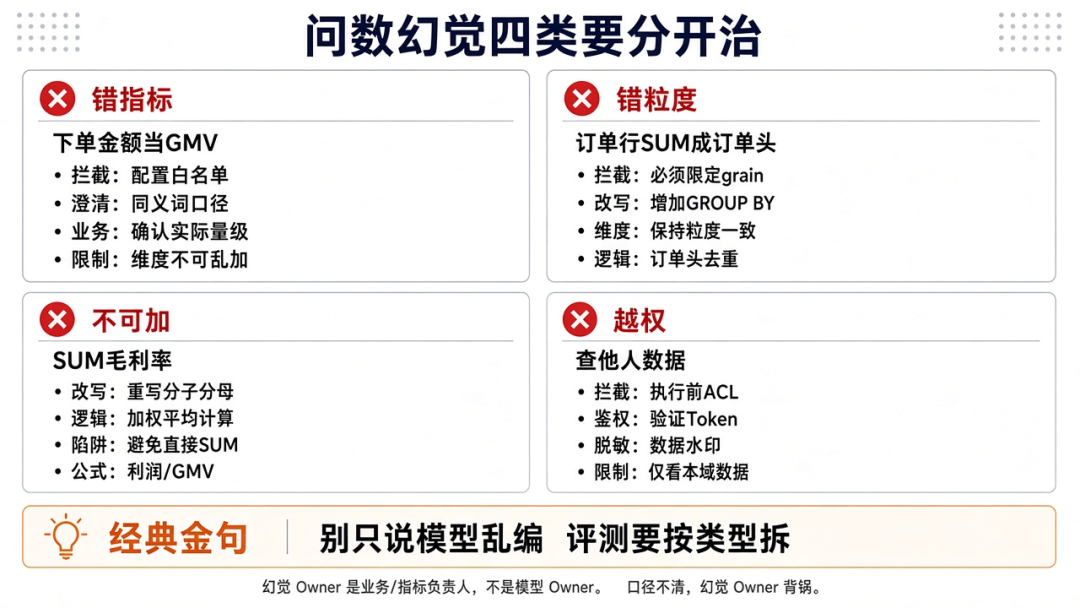 问数幻觉四类要分开治
错指标
下单金额当GMV
• 拦截：配置白名单
• 澄清：同义词口径
• 业务：确认实际量级
• 限制：维度不可乱加
错粒度
订单行SUM成订单头
• 拦截：必须限定grain
• 改写：增加GROUP BY
• 维度：保持粒度一致
• 逻辑：订单头去重
不可加
SUM毛利率
• 改写：重写分子分母
• 逻辑：加权平均计算
• 陷阱：避免直接SUM
• 公式：利润/GMV
越权
查他人数据
• 拦截：执行前ACL
• 鉴权：验证Token
• 脱敏：数据水印
• 限制：仅看本域数据
经典金句
别只说模型乱编 评测要按类型拆
幻觉 Owner 是业务/指标负责人，不是模型 Owner。 口径不清，幻觉 Owner 背锅。